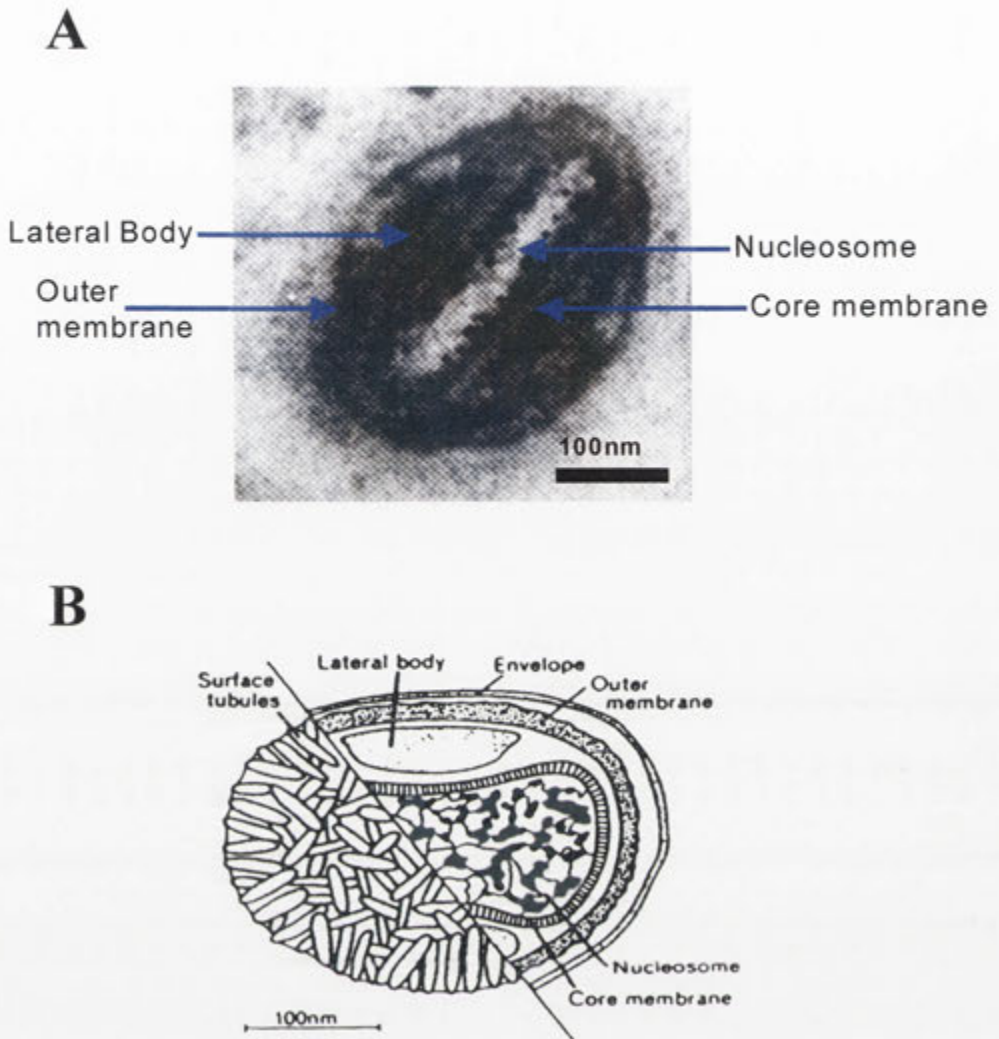 A
Lateral Body
Nucleosome
Outer
membrane
Core membrane
100nm
B
Lateral body
Envelope
Surface
tubules
Outer
membrane
Nucleosome
Core membrane
100nm